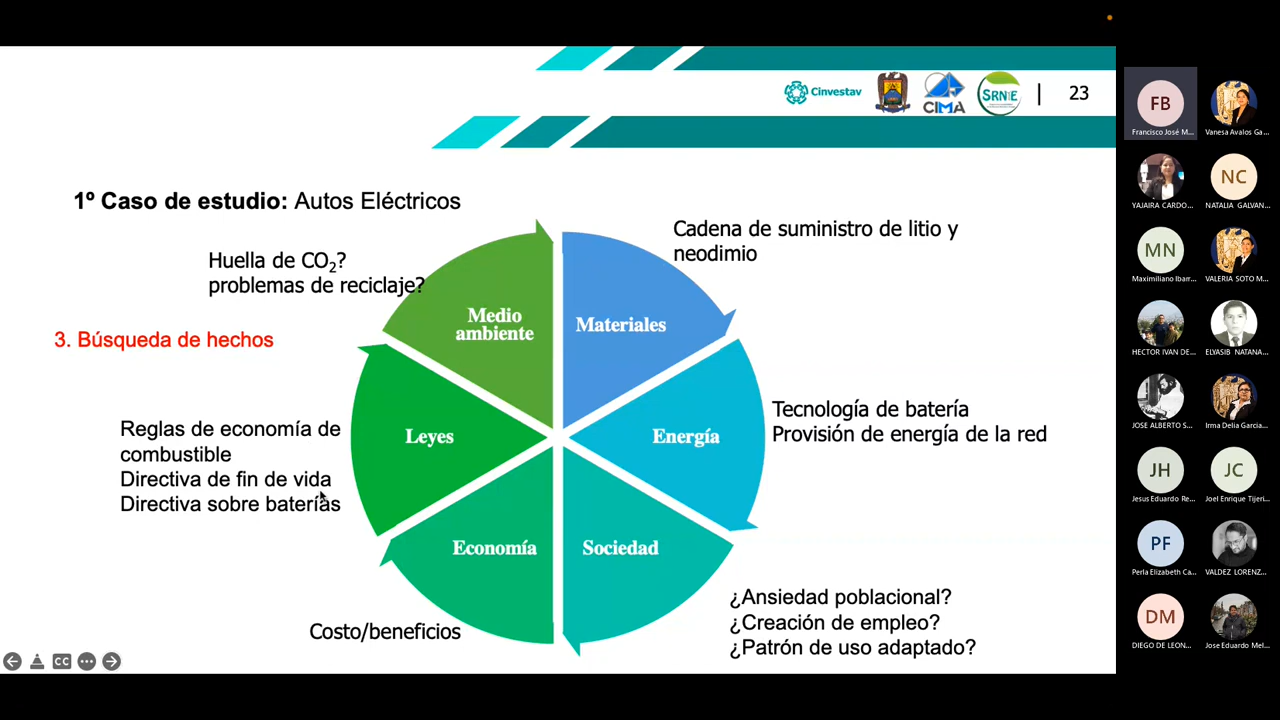 Cinvestav
CIMA
SRNyE
23
1º Caso de estudio: Autos Eléctricos
Huella de CO2?
problemas de reciclaje?
3. Búsqueda de hechos
Cadena de suministro de litio y
neodimio
Medio
ambiente
Materiales
Leyes
Energía
Economía
Sociedad
Tecnología de batería
Provisión de energía de la red
Reglas de economía de
combustible
Directiva de fin de vida
Directiva sobre baterías
Costo/beneficios
¿Ansiedad poblacional?
¿Creación de empleo?
¿Patrón de uso adaptado?
CC
FB
Francisco José M...
Vanesa Avalos Ga...
YAJAIRA CARDO...
NC
NATALIA GALVAN...
MN
Maximiliano Ibarr...
VALERIA SOTO M...
HECTOR IVAN DE...
ELYASIB NATANA...
JOSE ALBERTO S...
Irma Delia Garcia...
JH
Jesus Eduardo Re...
JC
Joel Enrique Tijeri...
PF
Perla Elizabeth Ca...
VALDEZ LORENZ...
DM
DIEGO DE LEON...
Jose Eduardo Mel...